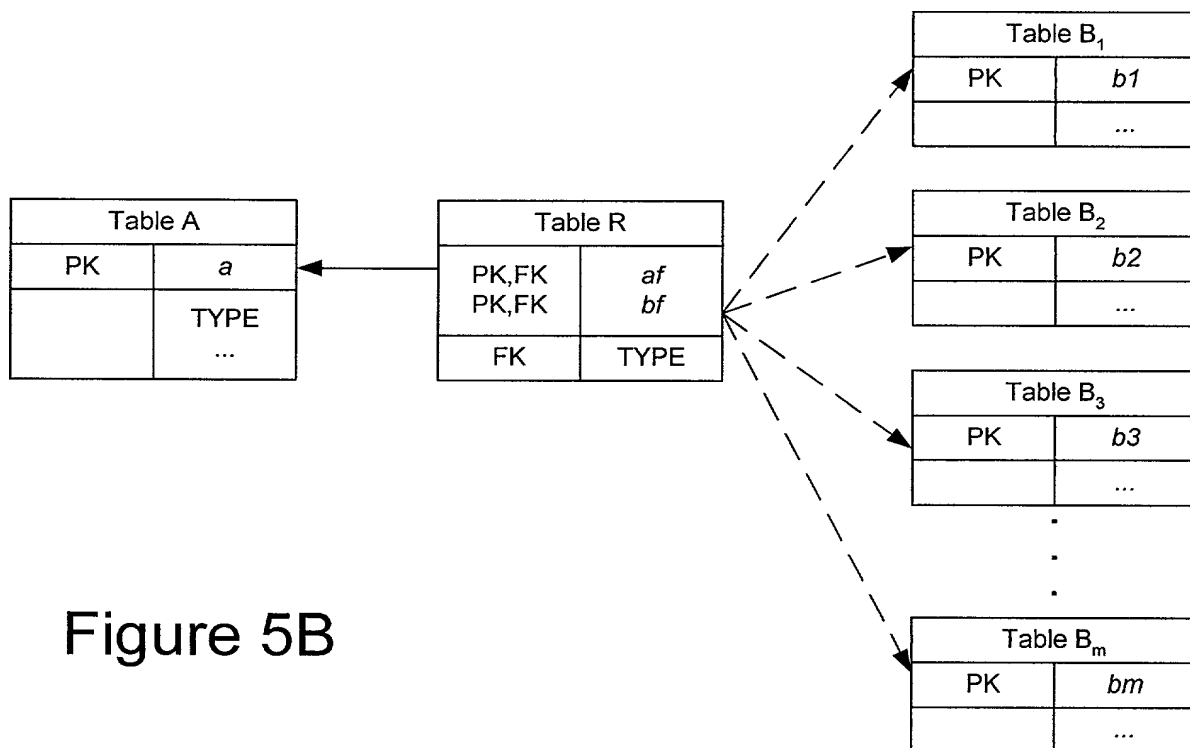 Table A
PK a
TYPE
...
Table R
PK,FK af
PK,FK bf
FK TYPE
Table B1
PK b1
...
Table B2
PK b2
...
Table B3
PK b3
...
.
.
.
Table Bm
PK bm
...
Figure 5B